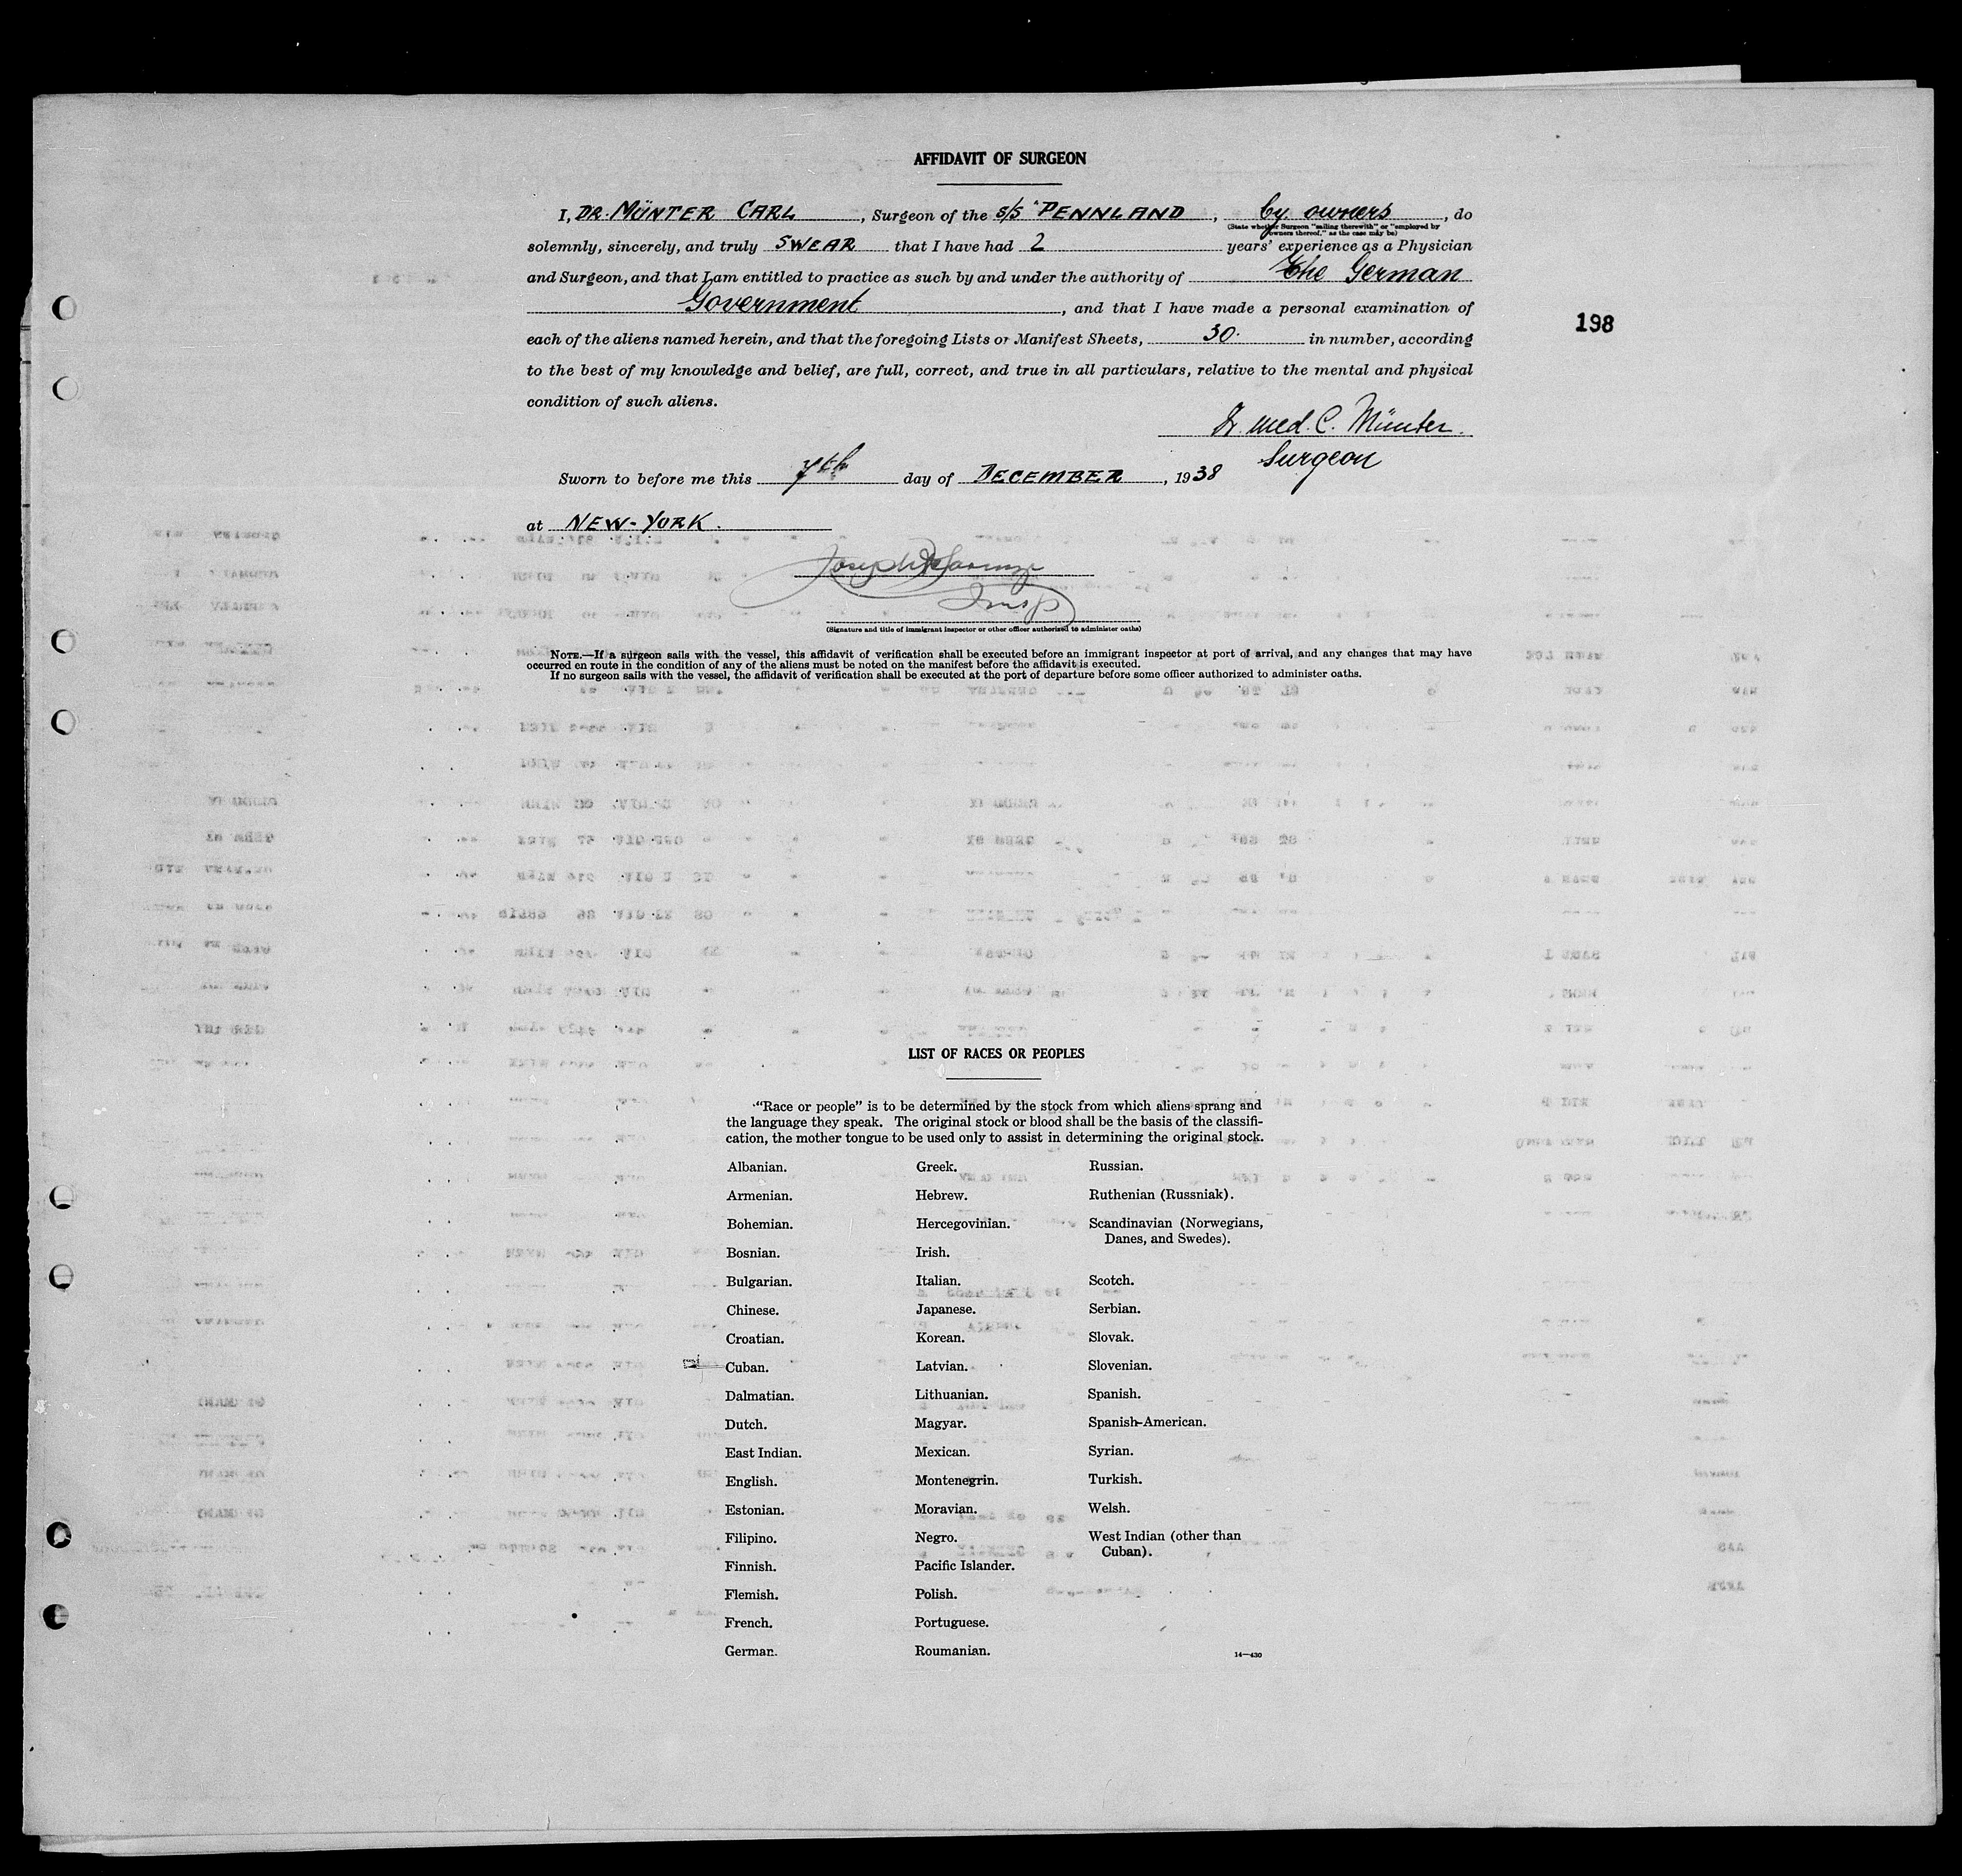 AFFIDAVIT OF SURGEON
I, DR. MÜNTER CARL, Surgeon of the S/S "PENNLAND, by owners, do
(State whether Surgeon "sailing therewith" or "employed by
owners thereof," as the case may be)
solemnly, sincerely, and truly SWEAR that I have had 2 years' experience as a Physician
and Surgeon, and that I am entitled to practice as such by and under the authority of The German
Government, and that I have made a personal examination of
198
each of the aliens named herein, and that the foregoing Lists or Manifest Sheets, 30. in number, according
to the best of my knowledge and belief, are full, correct, and true in all particulars, relative to the mental and physical
condition of such aliens.
Dr. med. C. Münter.
Surgeon
Sworn to before me this 7th day of DECEMBER, 1938
at NEW-YORK.
Joseph
Insp
(Signature and title of immigrant inspector or other officer authorized to administer oaths)
NOTE.—If a surgeon sails with the vessel, this affidavit of verification shall be executed before an immigrant inspector at port of arrival, and any changes that may have
occurred en route in the condition of any of the aliens must be noted on the manifest before the affidavit is executed.
If no surgeon sails with the vessel, the affidavit of verification shall be executed at the port of departure before some officer authorized to administer oaths.
LIST OF RACES OR PEOPLES
"Race or people" is to be determined by the stock from which aliens sprang and
the language they speak. The original stock or blood shall be the basis of the classifi-
cation, the mother tongue to be used only to assist in determining the original stock.
Albanian.
Armenian.
Bohemian.
Bosnian.
Bulgarian.
Chinese.
Croatian.
Cuban.
Dalmatian.
Dutch.
East Indian.
English.
Estonian.
Filipino.
Finnish.
Flemish.
French.
German.
Greek.
Hebrew.
Hercegovinian.
Irish.
Italian.
Japanese.
Korean.
Latvian.
Lithuanian.
Magyar.
Mexican.
Montenegrin.
Moravian.
Negro.
Pacific Islander.
Polish.
Portuguese.
Roumanian.
Russian.
Ruthenian (Russniak).
Scandinavian (Norwegians,
Danes, and Swedes).
Scotch.
Serbian.
Slovak.
Slovenian.
Spanish.
Spanish-American.
Syrian.
Turkish.
Welsh.
West Indian (other than
Cuban).
14—430